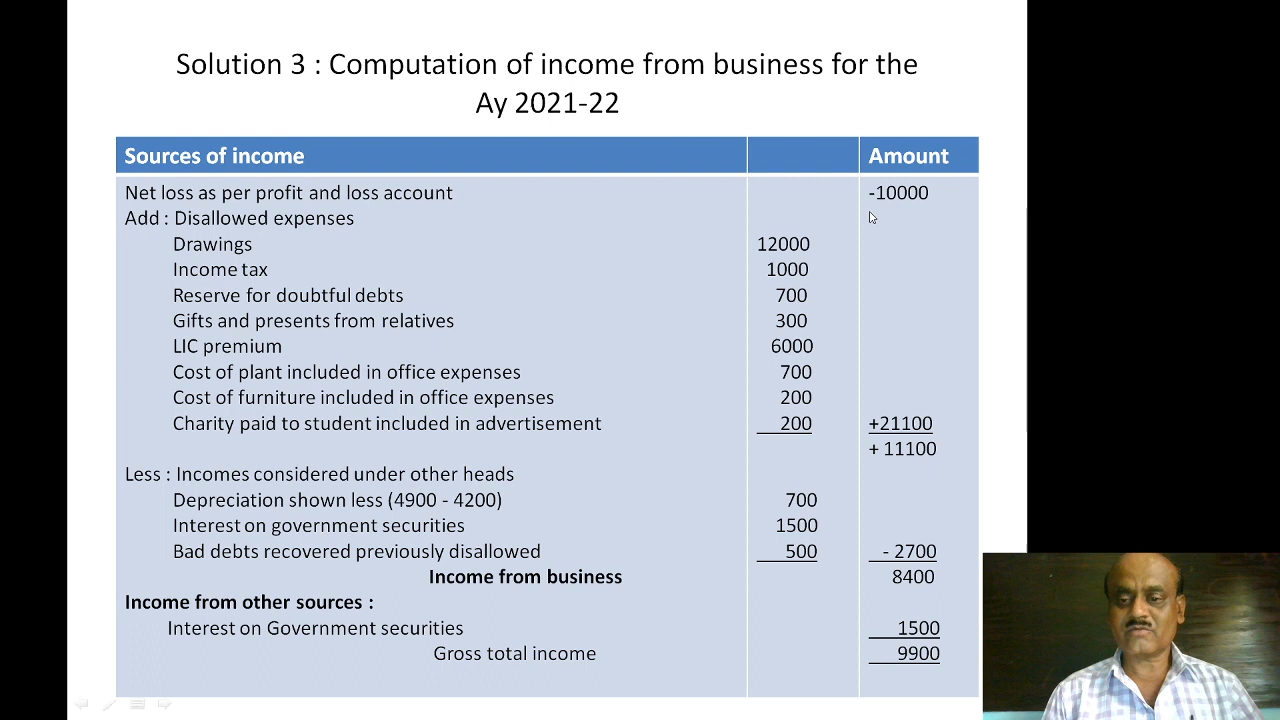 Solution 3 : Computation of income from business for the
Ay 2021-22
Sources of income Amount
Net loss as per profit and loss account -10000
Add : Disallowed expenses
Drawings 12000
Income tax 1000
Reserve for doubtful debts 700
Gifts and presents from relatives 300
LIC premium 6000
Cost of plant included in office expenses 700
Cost of furniture included in office expenses 200
Charity paid to student included in advertisement 200 +21100
+ 11100
Less : Incomes considered under other heads
Depreciation shown less (4900 - 4200) 700
Interest on government securities 1500
Bad debts recovered previously disallowed 500 - 2700
Income from business 8400
Income from other sources :
Interest on Government securities 1500
Gross total income 9900